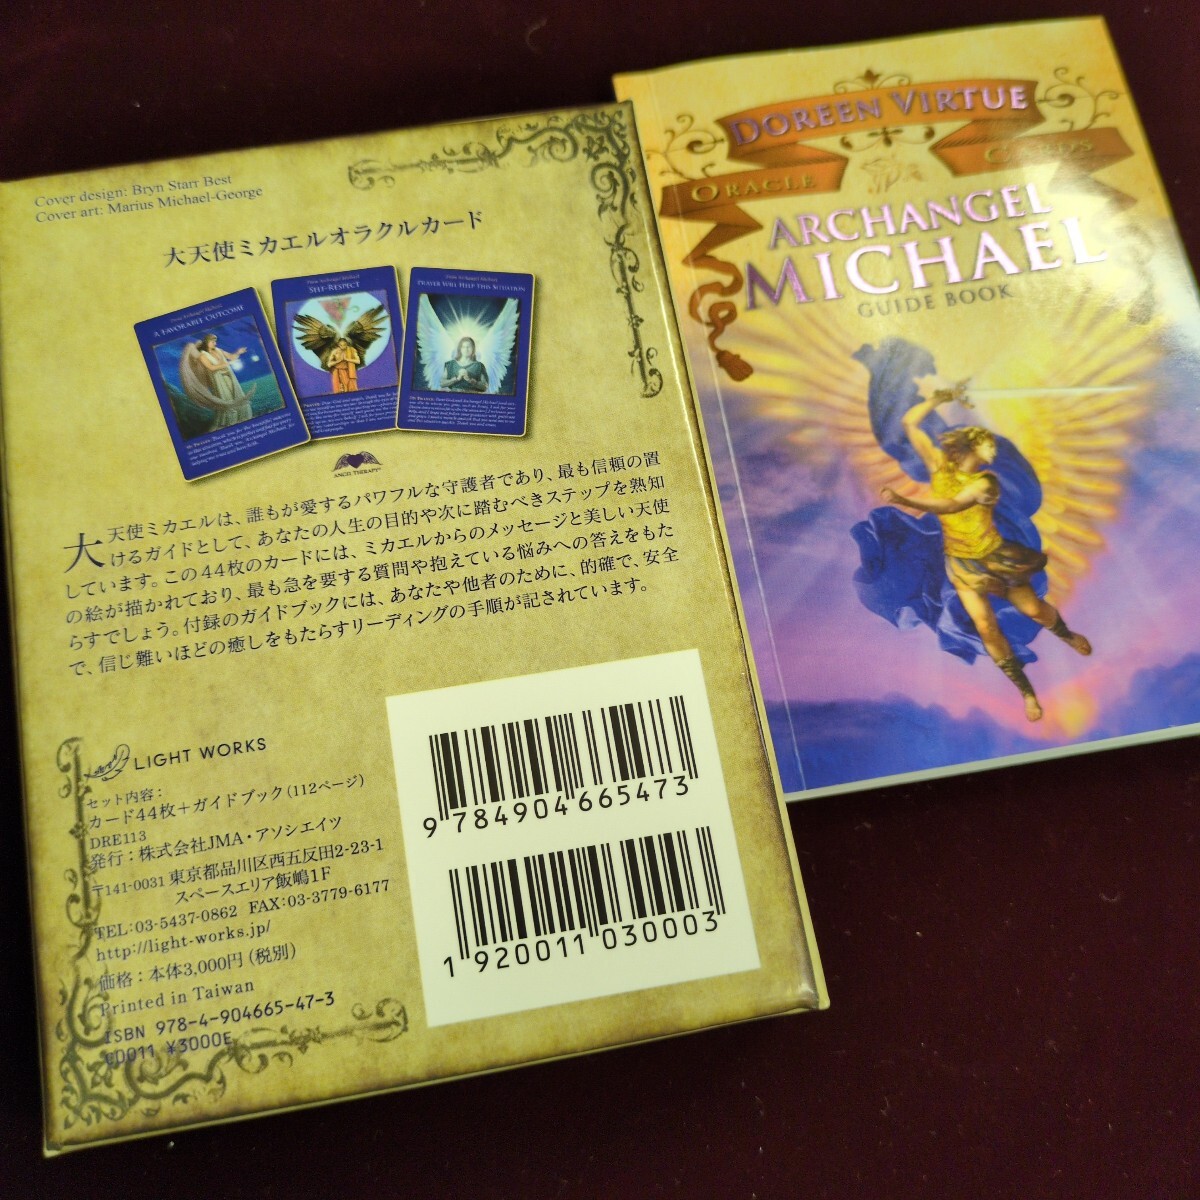 Cover design: Bryn Starr Best
Cover art: Marius Michael-George
大天使ミカエルオラクルカード
A FAVORABLE OUTCOME
SELF-RESPECT
PRAYER WILL HELP THIS SITUATION
ANGEL THERAPY®
大天使ミカエルは、誰もが愛するパワフルな守護者であり、最も信頼の置
けるガイドとして、あなたの人生の目的や次に踏むべきステップを熟知
しています。この44枚のカードには、ミカエルからのメッセージと美しい天使
の絵が描かれており、最も急を要する質問や抱えている悩みへの答えをもた
らすでしょう。付録のガイドブックには、あなたや他者のために、的確で、安全
で、信じ難いほどの癒しをもたらすリーディングの手順が記されています。
LIGHT WORKS
セット内容：
カード44枚＋ガイドブック（112ページ）
DRE113
発行：株式会社JMA・アソシエイツ
〒141-0031 東京都品川区西五反田2-23-1
スペースエリア飯嶋1F
TEL:03-5437-0862 FAX:03-3779-6177
http://light-works.jp/
価格：本体3,000円（税別）
Printed in Taiwan
ISBN 978-4-904665-47-3
C0011 ¥3000E
9 784904 665473
1 920011 030003
DOREEN VIRTUE
ORACLE CARDS
ARCHANGEL
MICHAEL
GUIDE BOOK